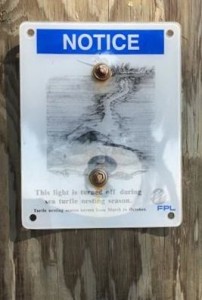 NOTICE
This light is turned off during
sea turtle nesting season.
Turtle nesting season extends from March to October
FPL